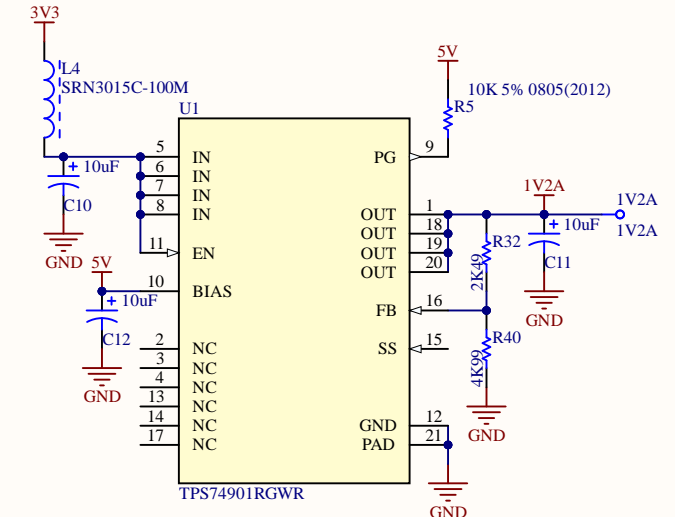 3V3
L4
SRN3015C-100M
U1
5V
10K 5% 0805(2012)
R5
+ 10uF
C10
GND
5 IN
6 IN
7 IN
8 IN
11 EN
5V
10 BIAS
+ 10uF
C12
GND
2 NC
3 NC
4 NC
13 NC
14 NC
17 NC
PG 9
OUT 1
OUT 18
OUT 19
OUT 20
FB 16
SS 15
GND 12
PAD 21
GND
1V2A
1V2A
1V2A
+ 10uF
C11
GND
R32
2K49
R40
4K99
GND
TPS74901RGWR